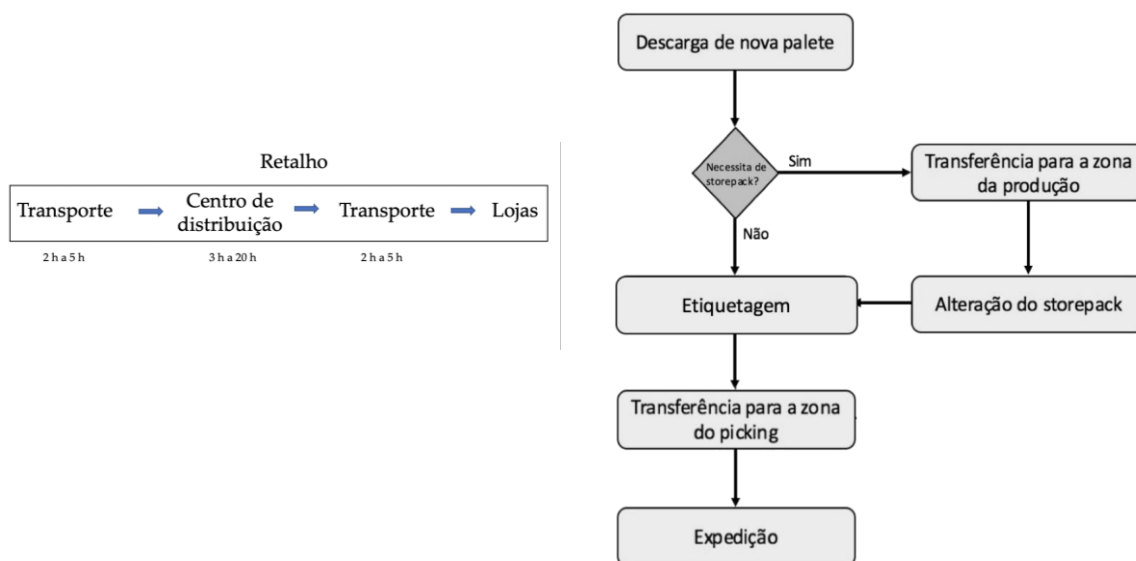 Retalho
Transporte
Centro de
distribuição
Transporte
Lojas
2 h a 5 h
3 h a 20 h
2 h a 5 h
Descarga de nova palete
Necessita de
storepack?
Sim
Transferência para a zona
da produção
Não
Etiquetagem
Alteração do storepack
Transferência para a zona
do picking
Expedição